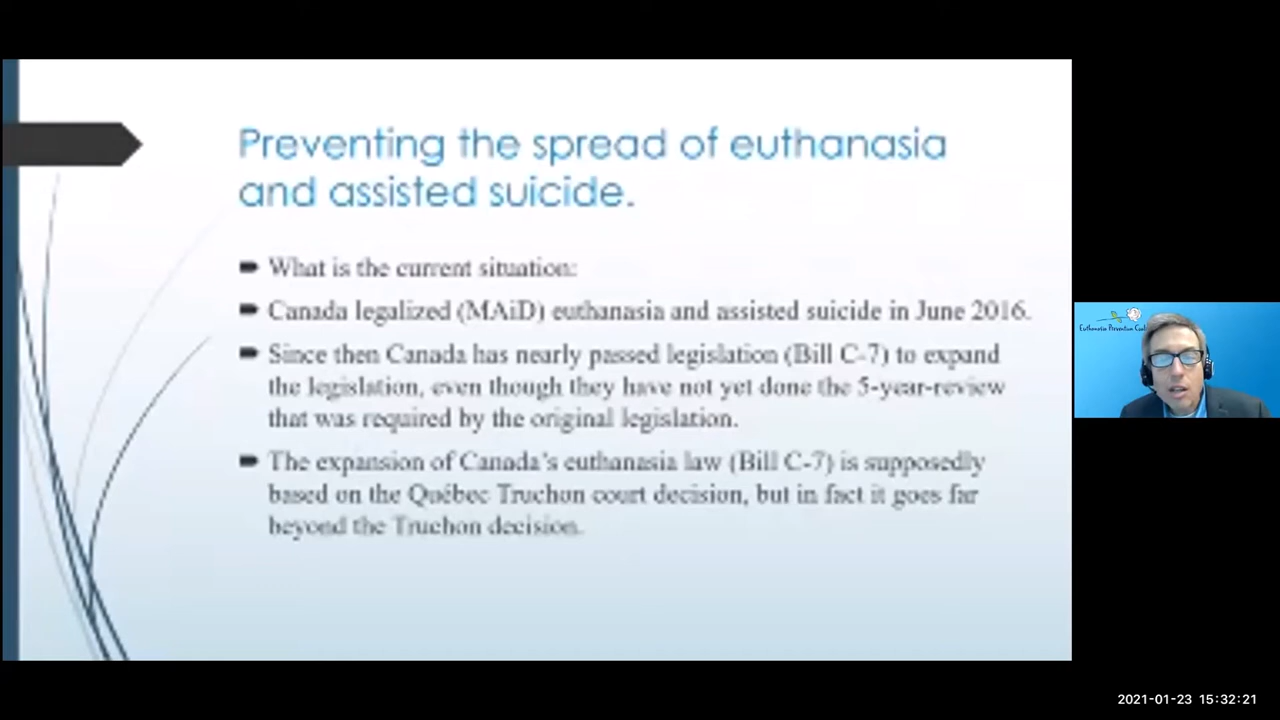 Preventing the spread of euthanasia
and assisted suicide.
What is the current situation:
Canada legalized (MAiD) euthanasia and assisted suicide in June 2016.
Since then Canada has nearly passed legislation (Bill C-7) to expand
the legislation, even though they have not yet done the 5-year-review
that was required by the original legislation.
The expansion of Canada's euthanasia law (Bill C-7) is supposedly
based on the Québec Truchon court decision, but in fact it goes far
beyond the Truchon decision.
Euthanasia Prevention
2021-01-23 15:32:21